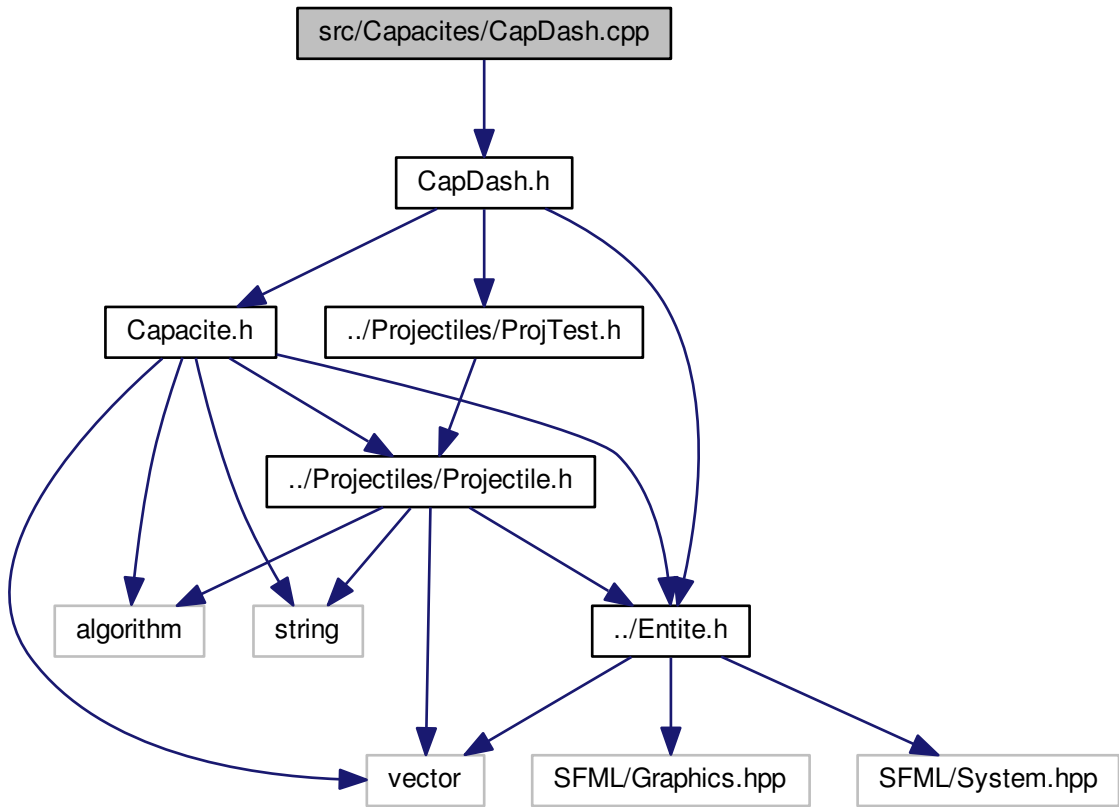 src/Capacites/CapDash.cpp
CapDash.h
Capacite.h
../Projectiles/ProjTest.h
../Projectiles/Projectile.h
algorithm
string
../Entite.h
vector
SFML/Graphics.hpp
SFML/System.hpp